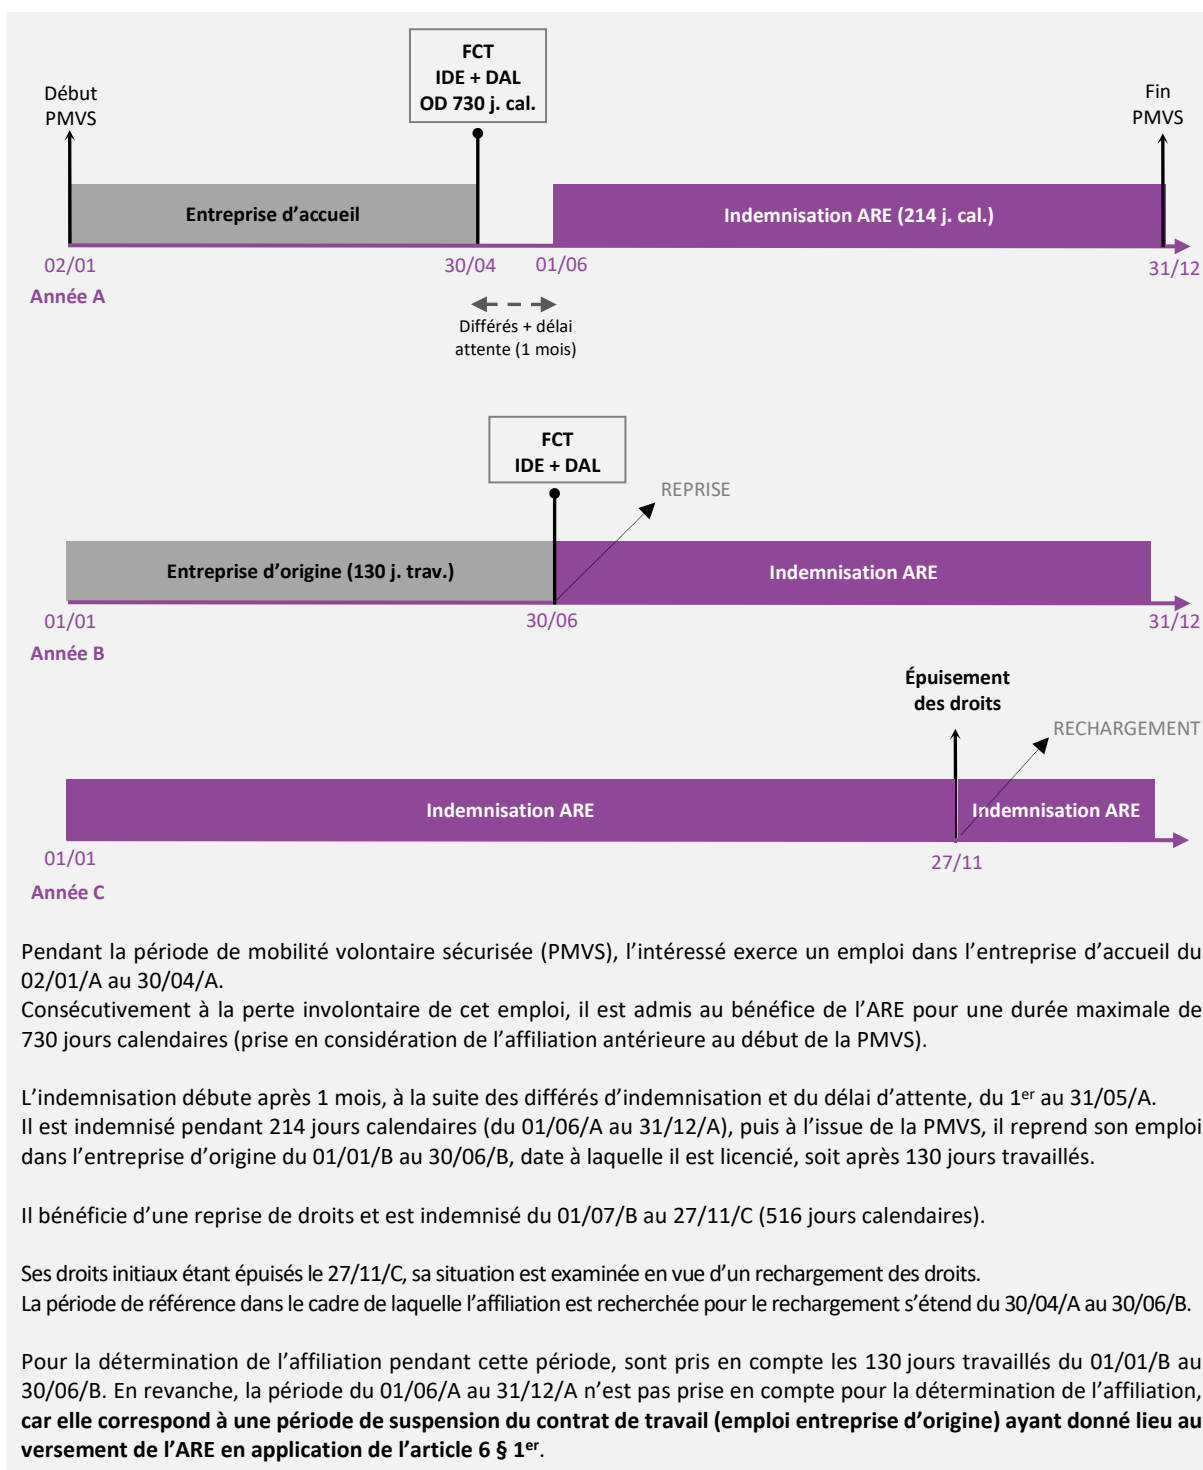 FCT
IDE + DAL
OD 730 j. cal.
Début
PMVS
Fin
PMVS
Entreprise d’accueil
Indemnisation ARE (214 j. cal.)
02/01
30/04
01/06
31/12
Année A
Différés + délai
attente (1 mois)
FCT
IDE + DAL
REPRISE
Entreprise d’origine (130 j. trav.)
Indemnisation ARE
01/01
30/06
31/12
Année B
Épuisement
des droits
RECHARGEMENT
Indemnisation ARE
Indemnisation ARE
01/01
27/11
Année C
Pendant la période de mobilité volontaire sécurisée (PMVS), l’intéressé exerce un emploi dans l’entreprise d’accueil du
02/01/A au 30/04/A.
Consécutivement à la perte involontaire de cet emploi, il est admis au bénéfice de l’ARE pour une durée maximale de
730 jours calendaires (prise en considération de l’affiliation antérieure au début de la PMVS).
L’indemnisation débute après 1 mois, à la suite des différés d’indemnisation et du délai d’attente, du 1er au 31/05/A.
Il est indemnisé pendant 214 jours calendaires (du 01/06/A au 31/12/A), puis à l’issue de la PMVS, il reprend son emploi
dans l’entreprise d’origine du 01/01/B au 30/06/B, date à laquelle il est licencié, soit après 130 jours travaillés.
Il bénéficie d’une reprise de droits et est indemnisé du 01/07/B au 27/11/C (516 jours calendaires).
Ses droits initiaux étant épuisés le 27/11/C, sa situation est examinée en vue d’un rechargement des droits.
La période de référence dans le cadre de laquelle l’affiliation est recherchée pour le rechargement s’étend du 30/04/A au 30/06/B.
Pour la détermination de l’affiliation pendant cette période, sont pris en compte les 130 jours travaillés du 01/01/B au
30/06/B. En revanche, la période du 01/06/A au 31/12/A n’est pas prise en compte pour la détermination de l’affiliation,
car elle correspond à une période de suspension du contrat de travail (emploi entreprise d’origine) ayant donné lieu au
versement de l’ARE en application de l’article 6 § 1er.